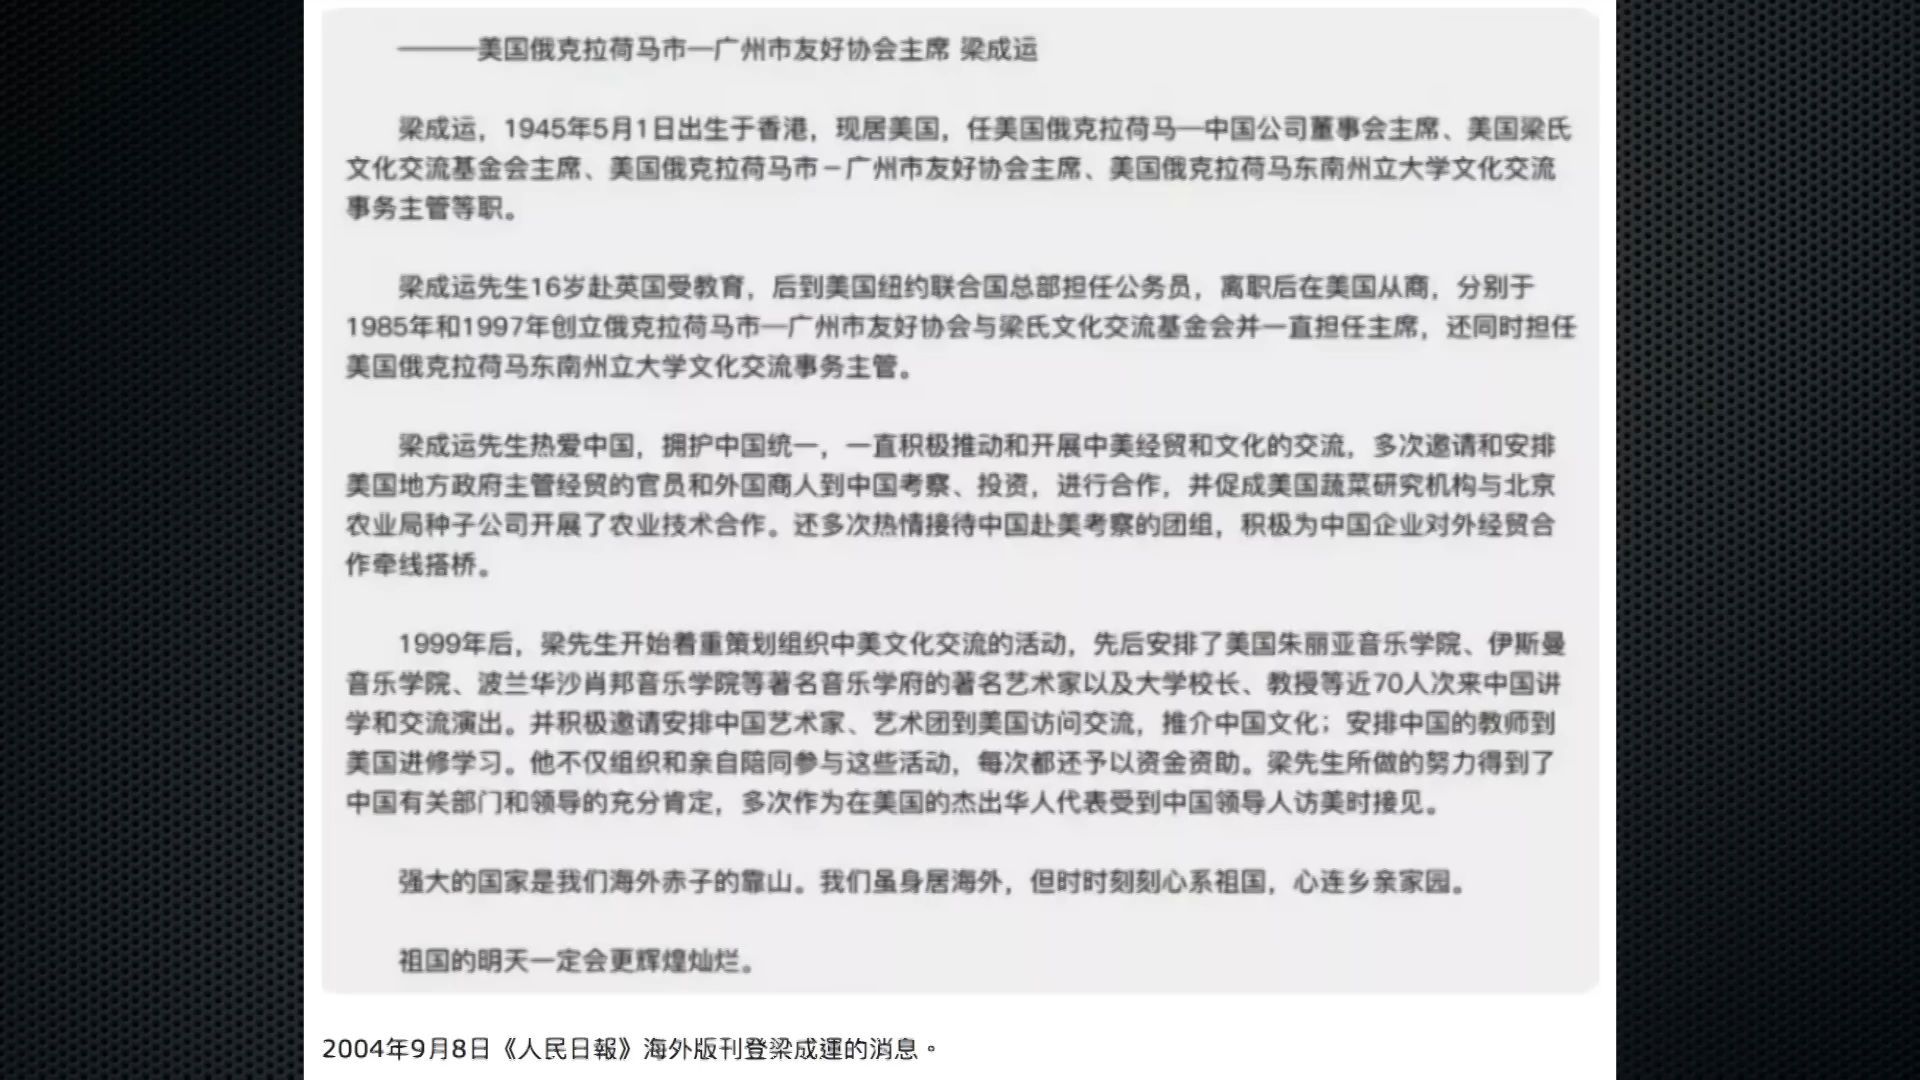 ———美国俄克拉荷马市—广州市友好协会主席 梁成运
梁成运，1945年5月1日出生于香港，现居美国，任美国俄克拉荷马—中国公司董事会主席、美国梁氏
文化交流基金会主席、美国俄克拉荷马市－广州市友好协会主席、美国俄克拉荷马东南州立大学文化交流
事务主管等职。
梁成运先生16岁赴英国受教育，后到美国纽约联合国总部担任公务员，离职后在美国从商，分别于
1985年和1997年创立俄克拉荷马市—广州市友好协会与梁氏文化交流基金会并一直担任主席，还同时担任
美国俄克拉荷马东南州立大学文化交流事务主管。
梁成运先生热爱中国，拥护中国统一，一直积极推动和开展中美经贸和文化的交流，多次邀请和安排
美国地方政府主管经贸的官员和外国商人到中国考察、投资，进行合作，并促成美国蔬菜研究机构与北京
农业局种子公司开展了农业技术合作。还多次热情接待中国赴美考察的团组，积极为中国企业对外经贸合
作牵线搭桥。
1999年后，梁先生开始着重策划组织中美文化交流的活动，先后安排了美国朱丽亚音乐学院、伊斯曼
音乐学院、波兰华沙肖邦音乐学院等著名音乐学府的著名艺术家以及大学校长、教授等近70人次来中国讲
学和交流演出。并积极邀请安排中国艺术家、艺术团到美国访问交流，推介中国文化；安排中国的教师到
美国进修学习。他不仅组织和亲自陪同参与这些活动，每次都还予以资金资助。梁先生所做的努力得到了
中国有关部门和领导的充分肯定，多次作为在美国的杰出华人代表受到中国领导人访美时接见。
强大的国家是我们海外赤子的靠山。我们虽身居海外，但时时刻刻心系祖国，心连乡亲家园。
祖国的明天一定会更辉煌灿烂。
2004年9月8日《人民日報》海外版刊登梁成運的消息。